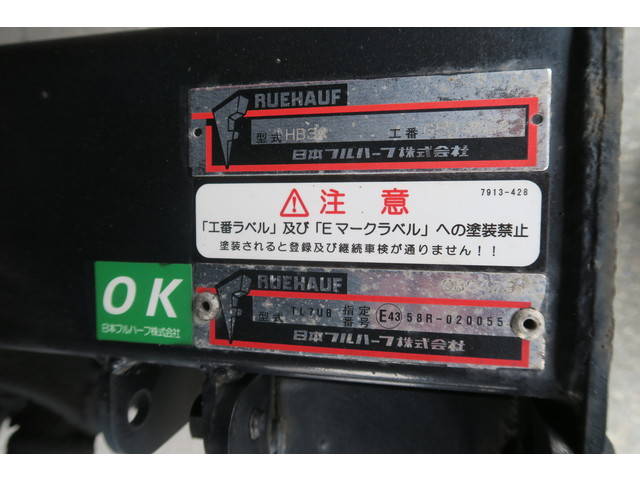 FRUEHAUF
型式 HB32 工番
日本フルハーフ株式会社
7913-428
注意
「工番ラベル」及び「Eマークラベル」への塗装禁止
塗装されると登録及び継続車検が通りません!!
OK
日本フルハーフ株式会社
FRUEHAUF
型式 TL7UB 指定番号 E43 58R-020055
日本フルハーフ株式会社